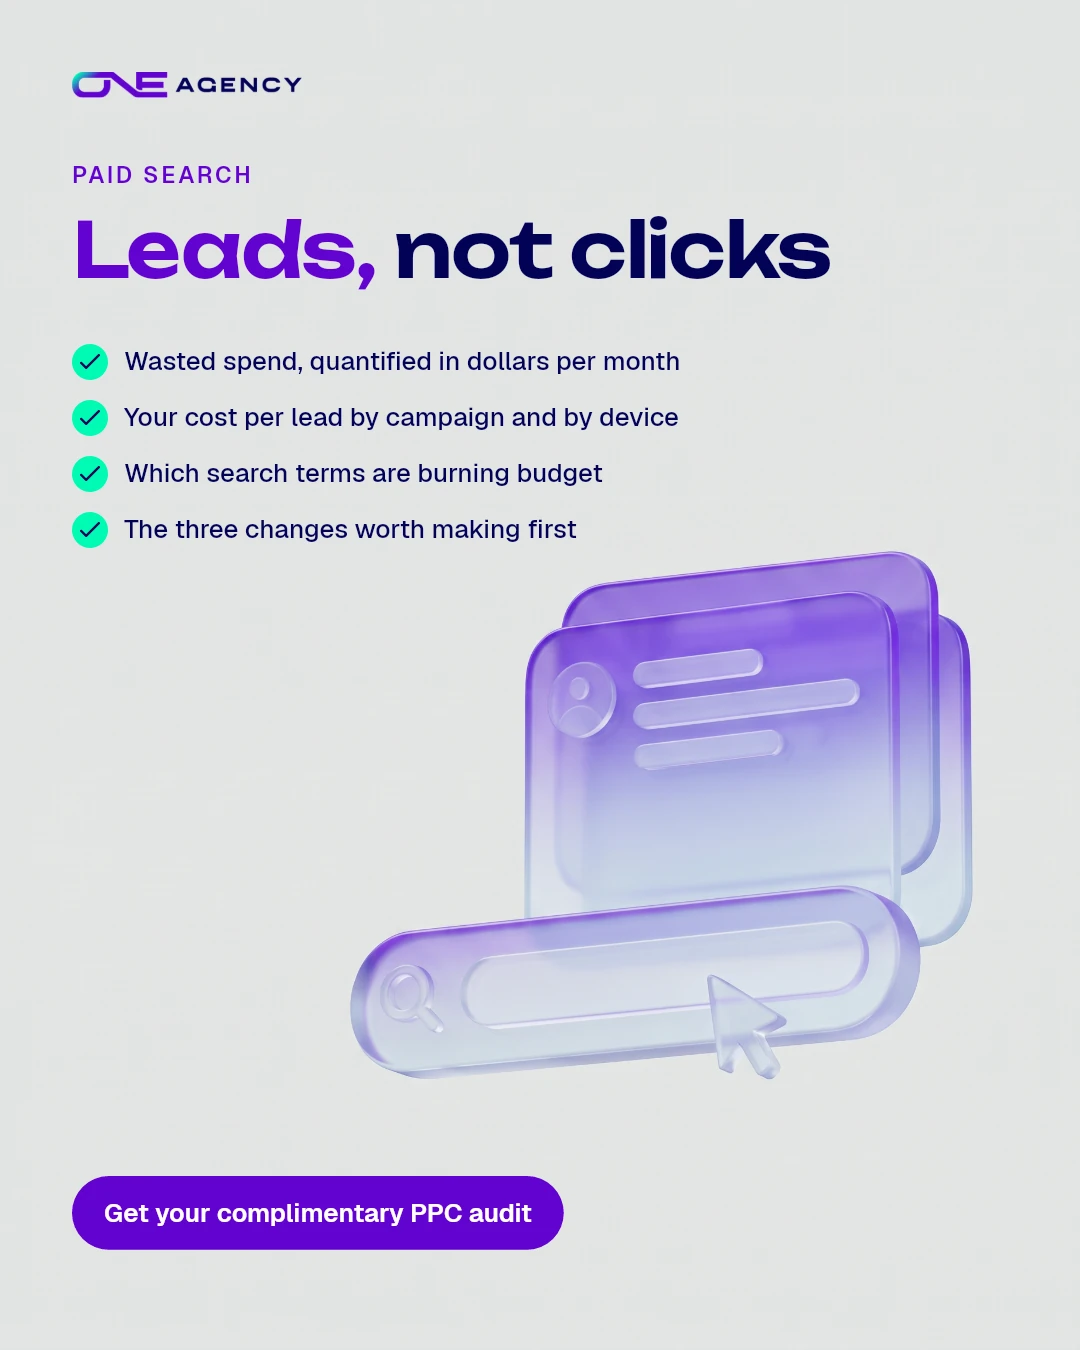 ONE AGENCY
PAID SEARCH
Leads, not clicks
Wasted spend, quantified in dollars per month
Your cost per lead by campaign and by device
Which search terms are burning budget
The three changes worth making first
Get your complimentary PPC audit